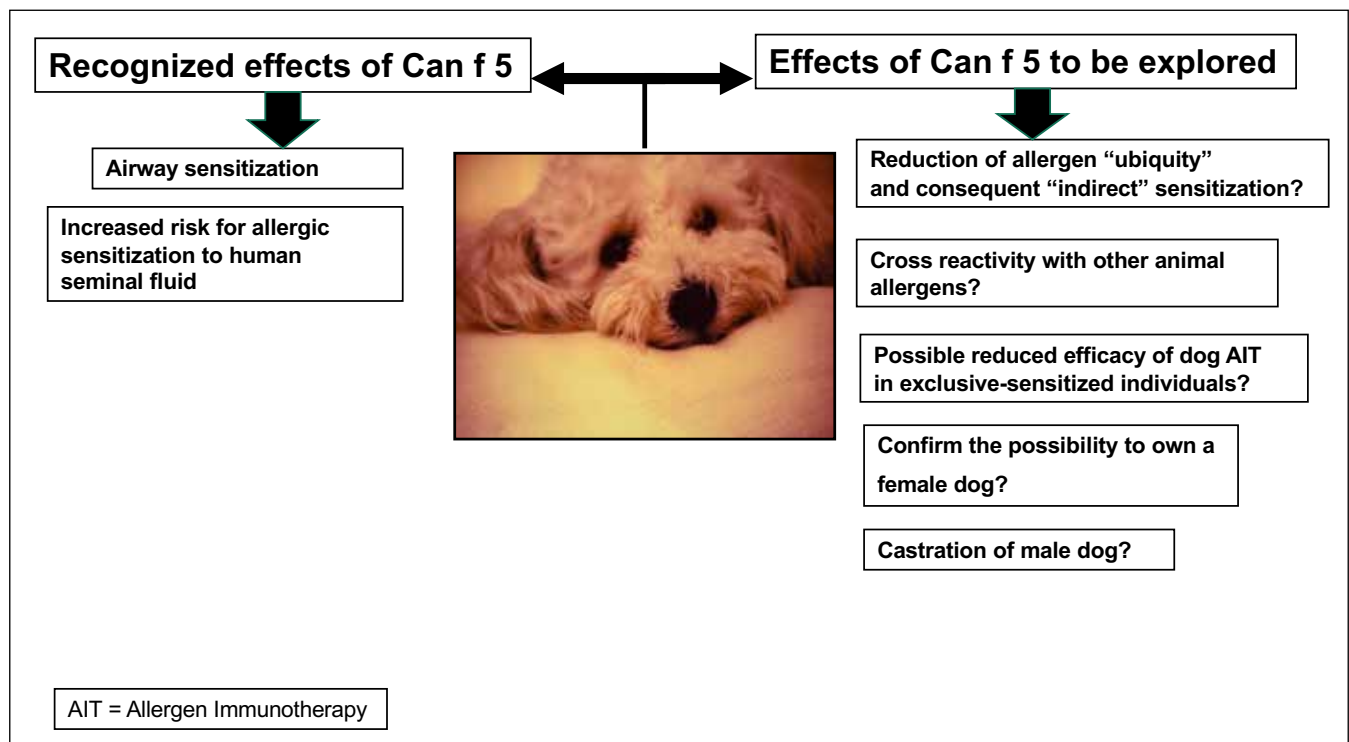 Recognized effects of Can f 5
Airway sensitization
Increased risk for allergic
sensitization to human
seminal fluid
Effects of Can f 5 to be explored
Reduction of allergen “ubiquity”
and consequent “indirect” sensitization?
Cross reactivity with other animal
allergens?
Possible reduced efficacy of dog AIT
in exclusive-sensitized individuals?
Confirm the possibility to own a
female dog?
Castration of male dog?
AIT = Allergen Immunotherapy